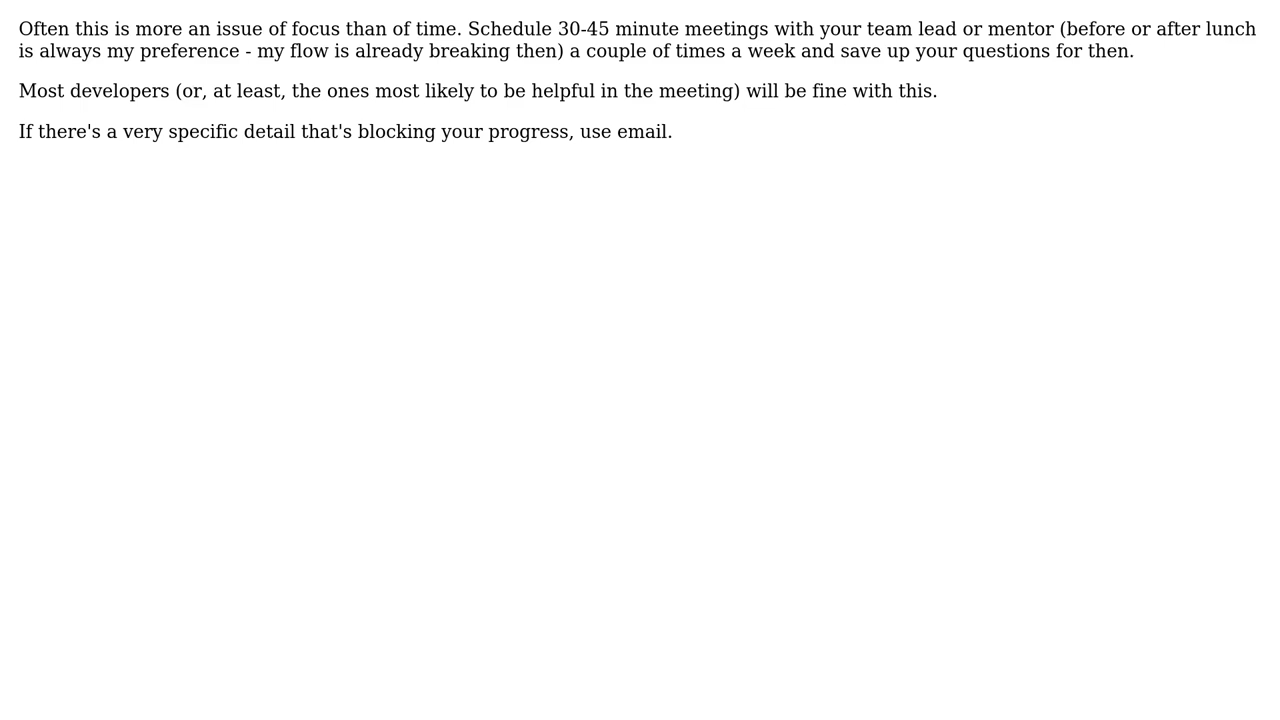 Often this is more an issue of focus than of time. Schedule 30-45 minute meetings with your team lead or mentor (before or after lunch
is always my preference - my flow is already breaking then) a couple of times a week and save up your questions for then.
Most developers (or, at least, the ones most likely to be helpful in the meeting) will be fine with this.
If there's a very specific detail that's blocking your progress, use email.